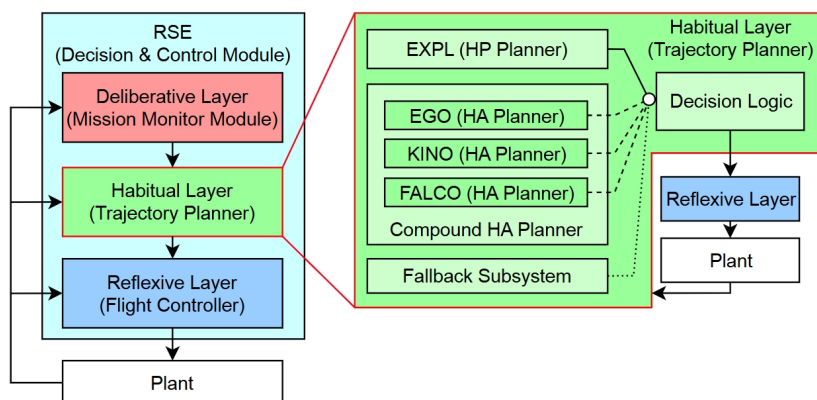 RSE
(Decision & Control Module)
Deliberative Layer
(Mission Monitor Module)
Habitual Layer
(Trajectory Planner)
Reflexive Layer
(Flight Controller)
Plant
Habitual Layer
(Trajectory Planner)
EXPL (HP Planner)
EGO (HA Planner)
KINO (HA Planner)
FALCO (HA Planner)
Compound HA Planner
Fallback Subsystem
Decision Logic
Reflexive Layer
Plant